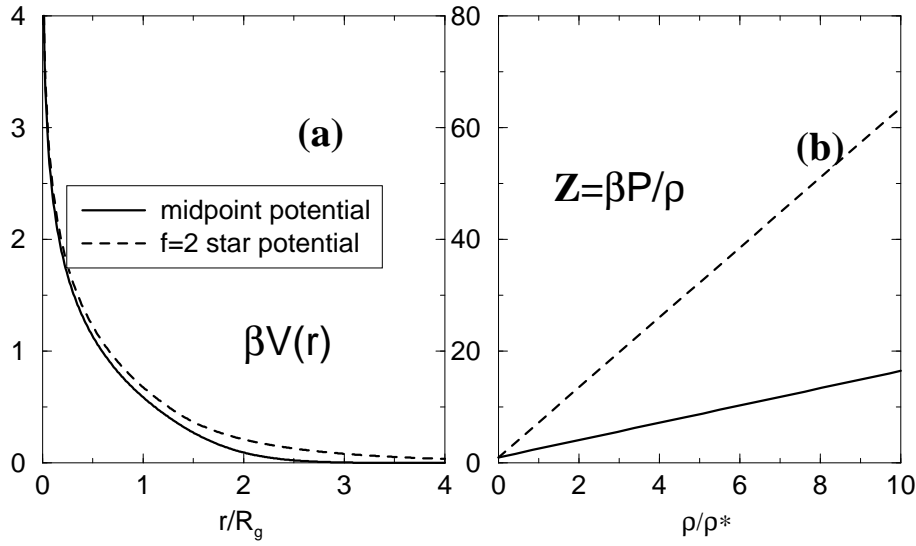 4
3
2
1
0
(a)
midpoint potential
f=2 star potential
βV(r)
0 1 2 3 4
r/R_g
80
60
40
20
0
(b)
Z=βP/ρ
0 2 4 6 8 10
ρ/ρ*